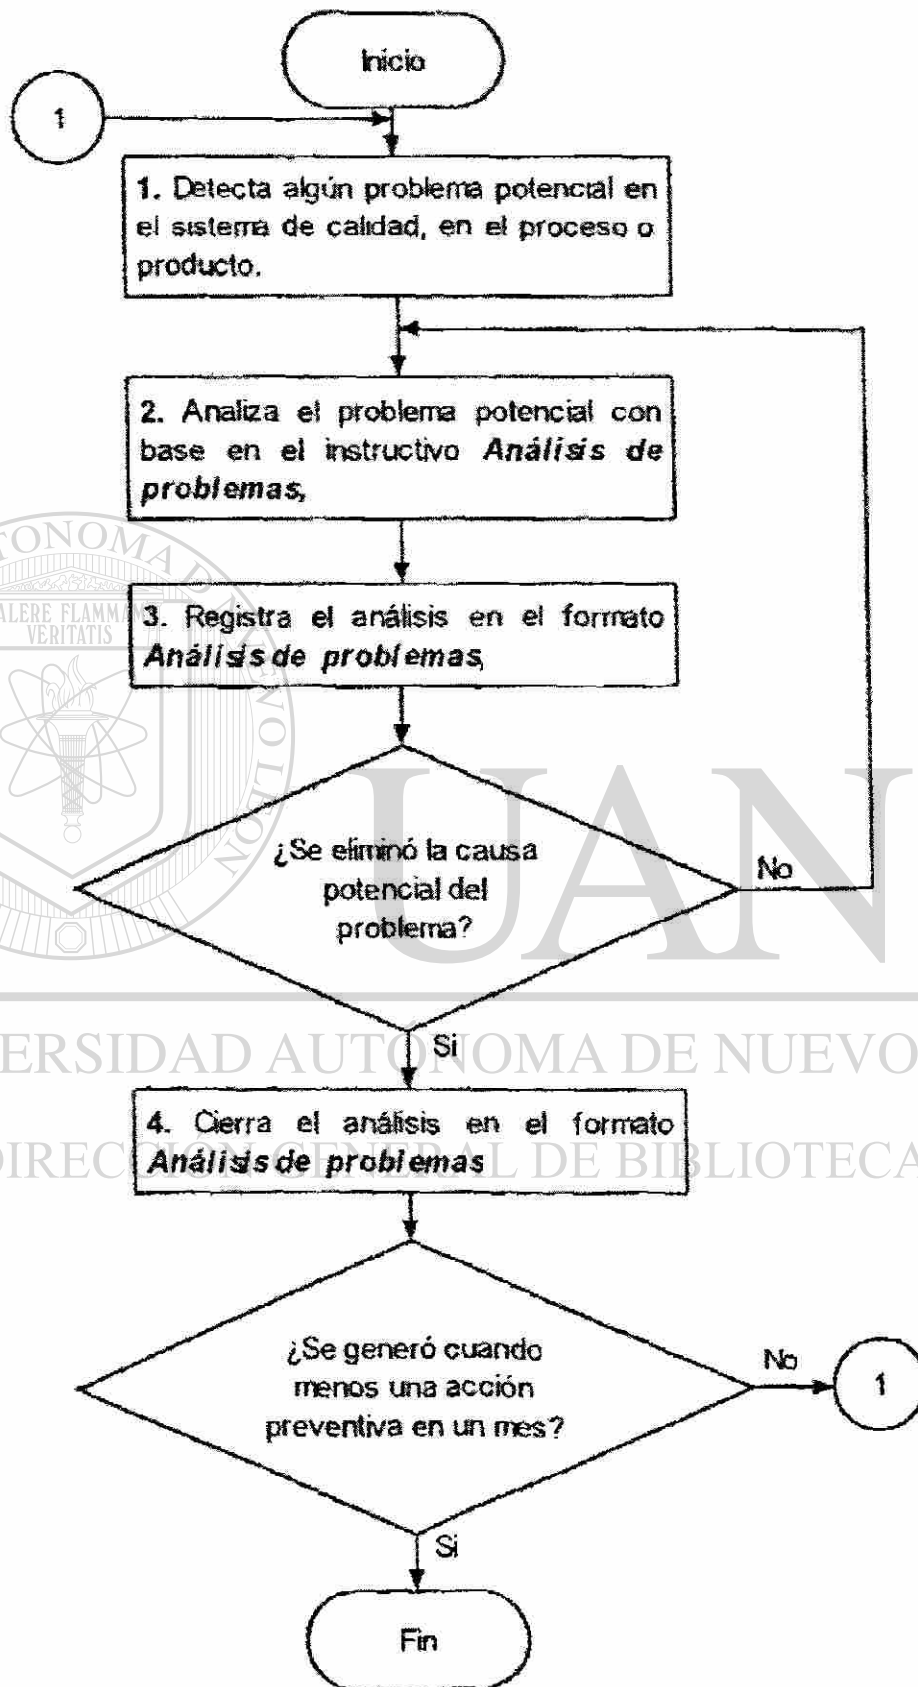 Inicio
1
1. Detecta algún problema potencial en
el sistema de calidad, en el proceso o
producto.
2. Analiza el problema potencial con
base en el instructivo Análisis de
problemas,
3. Registra el análisis en el formato
Análisis de problemas,
TONOMA D
ALERE FLAMMAM
VERITATIS
EVO LEÓN
UAN
¿Se eliminó la causa
potencial del
problema?
No
Si
ERSIDAD AUTÓNOMA DE NUEVO
4. Cierra el análisis en el formato
Análisis de problemas
DIRECCIÓN GENERAL DE BIBLIOTECA
¿Se generó cuando
menos una acción
preventiva en un mes?
No
1
Si
Fin